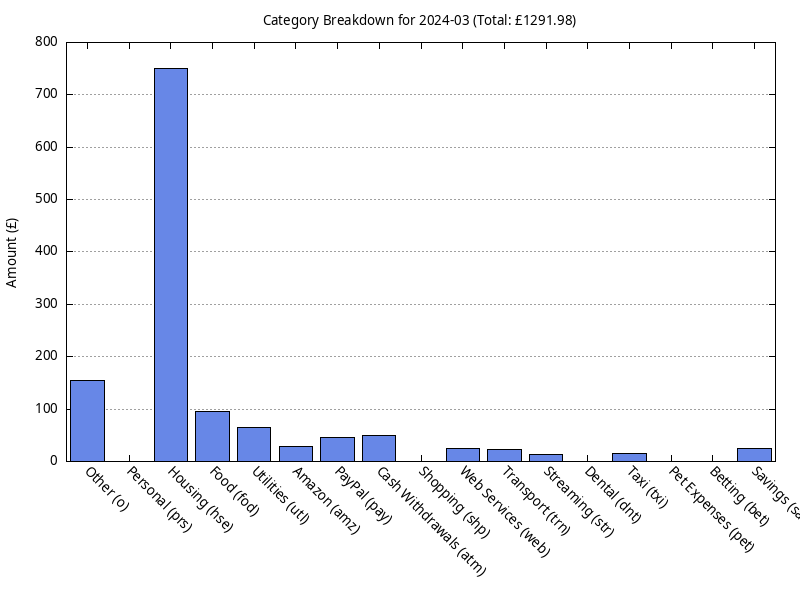 Category Breakdown for 2024-03 (Total: £1291.98)
Amount (£)
800
700
600
500
400
300
200
100
0
Other (o)
Personal (prs)
Housing (hse)
Food (fod)
Utilities (utl)
Amazon (amz)
PayPal (pay)
Cash Withdrawals (atm)
Shopping (shp)
Web Services (web)
Transport (trn)
Streaming (str)
Dental (dnt)
Taxi (txi)
Pet Expenses (pet)
Betting (bet)
Savings